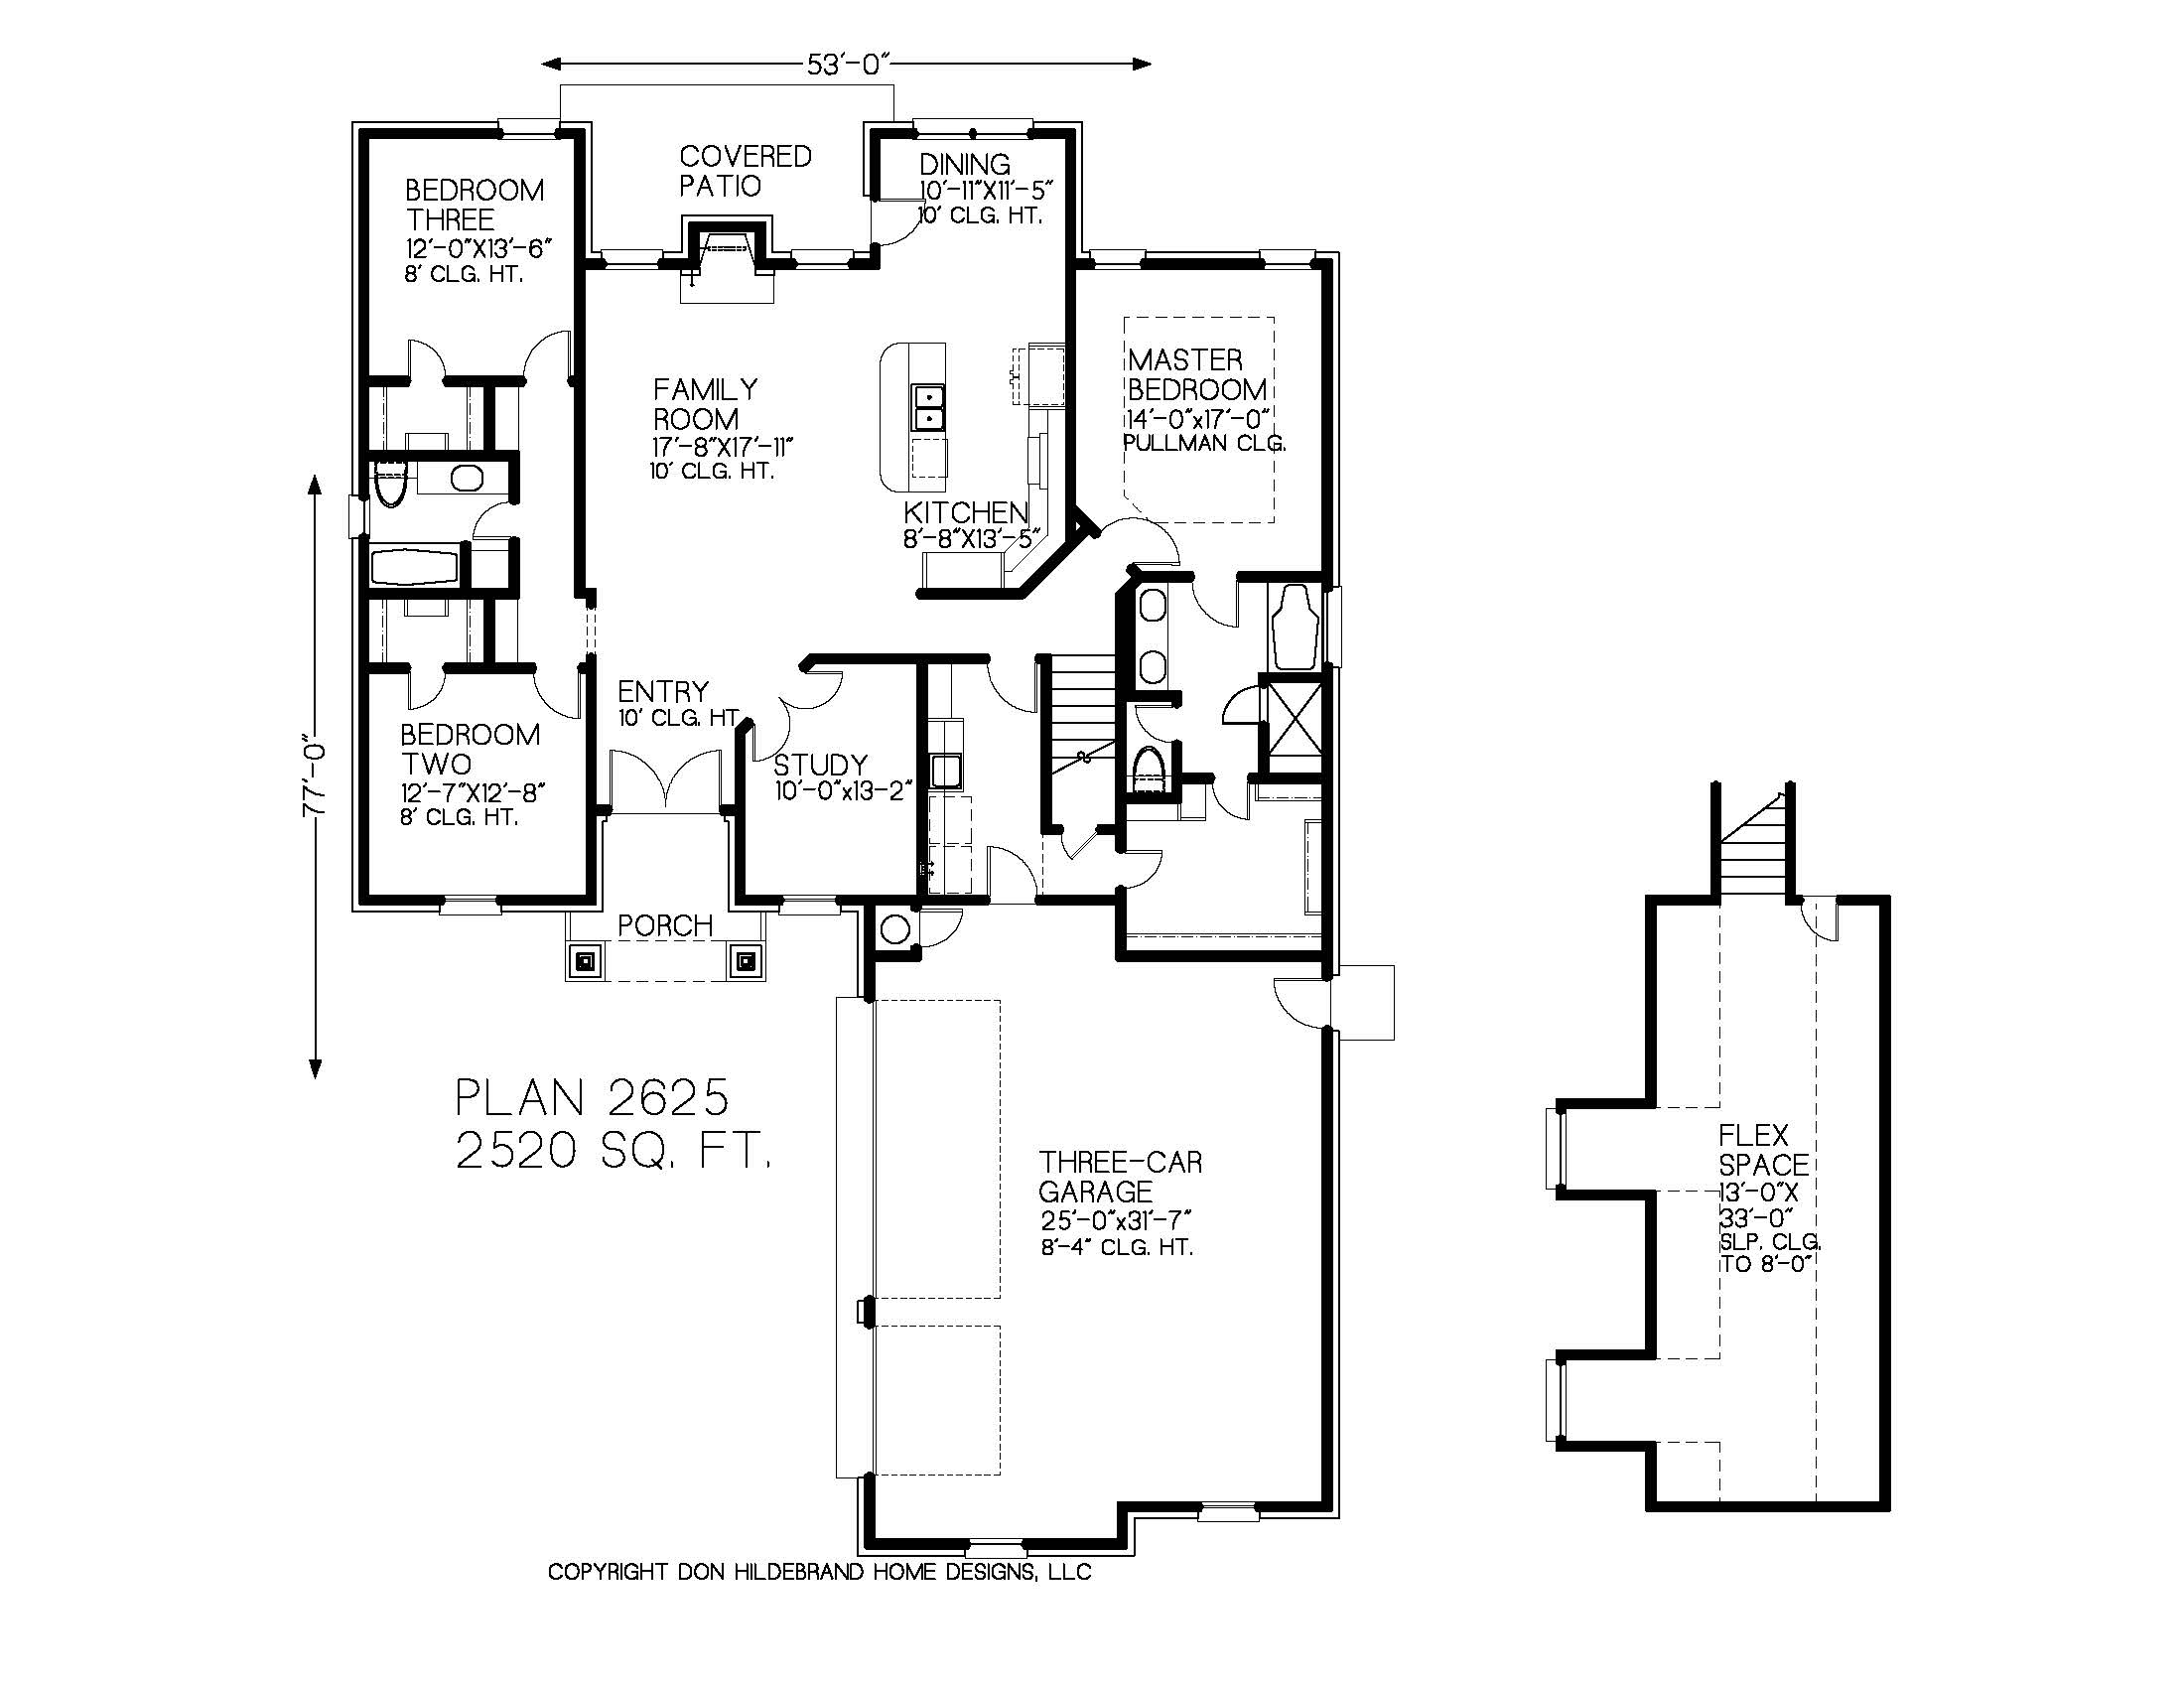 53'-0"
COVERED
PATIO
DINING
10'-11"X11'-5"
10' CLG. HT.
BEDROOM
THREE
12'-0"X13'-6"
8' CLG. HT.
MASTER
BEDROOM
14'-0"x17'-0"
PULLMAN CLG.
FAMILY
ROOM
17'-8"X17'-11"
10' CLG. HT.
KITCHEN
8'-8"X13'-5"
77'-0"
ENTRY
10' CLG. HT.
BEDROOM
TWO
12'-7"X12'-8"
8' CLG. HT.
STUDY
10'-0"x13-2"
PORCH
PLAN 2625
2520 SQ. FT.
THREE-CAR
GARAGE
25'-0"x31'-7"
8'-4" CLG. HT.
FLEX
SPACE
13'-0"X
33'-0"
SLP. CLG.
TO 8'-0"
COPYRIGHT DON HILDEBRAND HOME DESIGNS, LLC